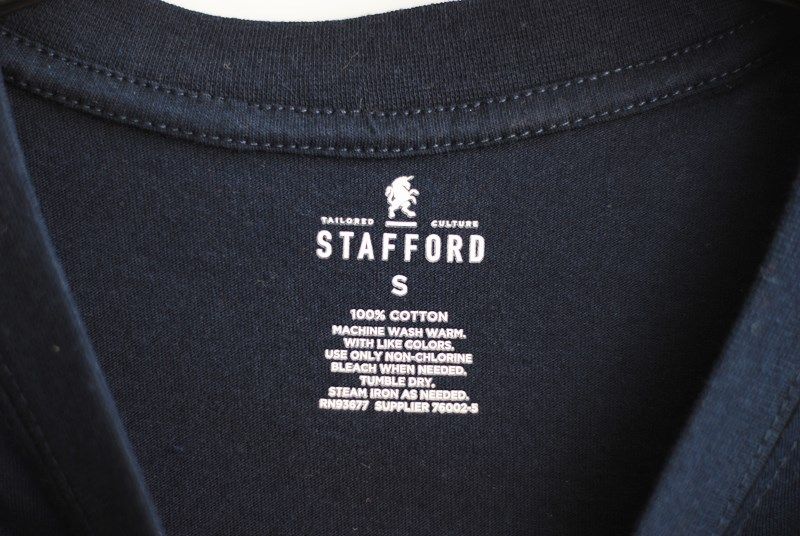 TAILORED CULTURE
STAFFORD
S
100% COTTON
MACHINE WASH WARM.
WITH LIKE COLORS.
USE ONLY NON-CHLORINE
BLEACH WHEN NEEDED.
TUMBLE DRY.
STEAM IRON AS NEEDED.
RN93677 SUPPLIER 76002-5